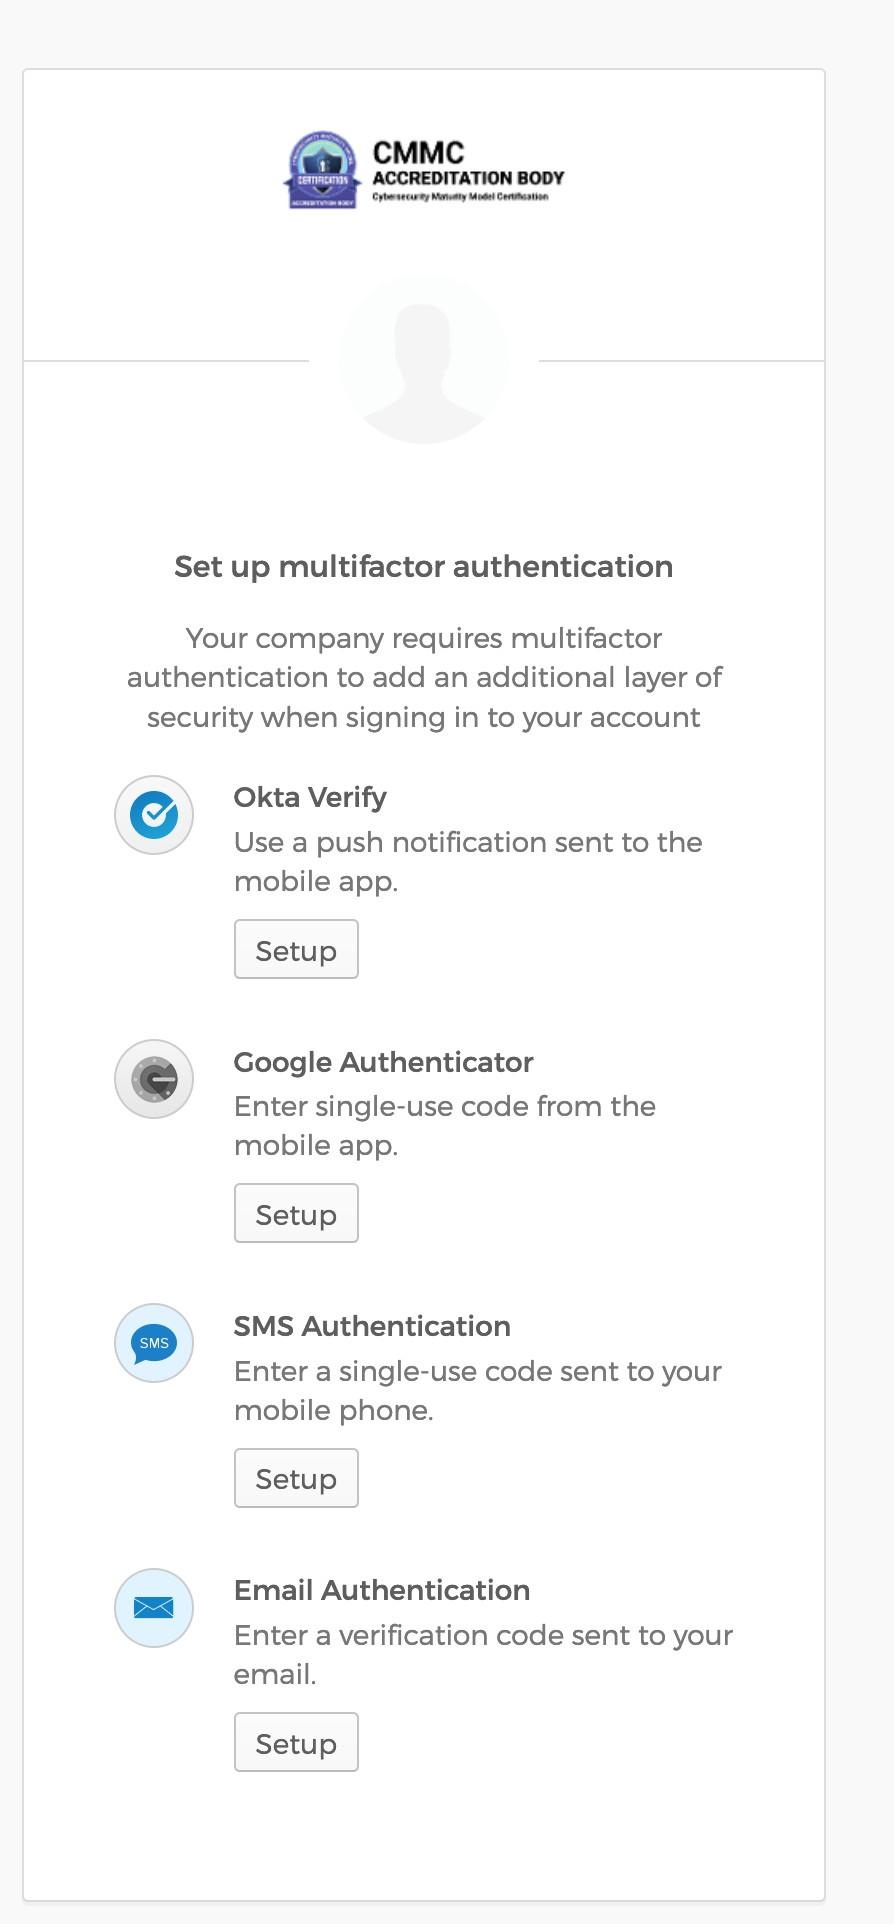 CERTIFICATION
ACCREDITATION BODY
CMMC
ACCREDITATION BODY
Cybersecurity Maturity Model Certification
Set up multifactor authentication
Your company requires multifactor
authentication to add an additional layer of
security when signing in to your account
Okta Verify
Use a push notification sent to the
mobile app.
Setup
Google Authenticator
Enter single-use code from the
mobile app.
Setup
SMS
SMS Authentication
Enter a single-use code sent to your
mobile phone.
Setup
Email Authentication
Enter a verification code sent to your
email.
Setup